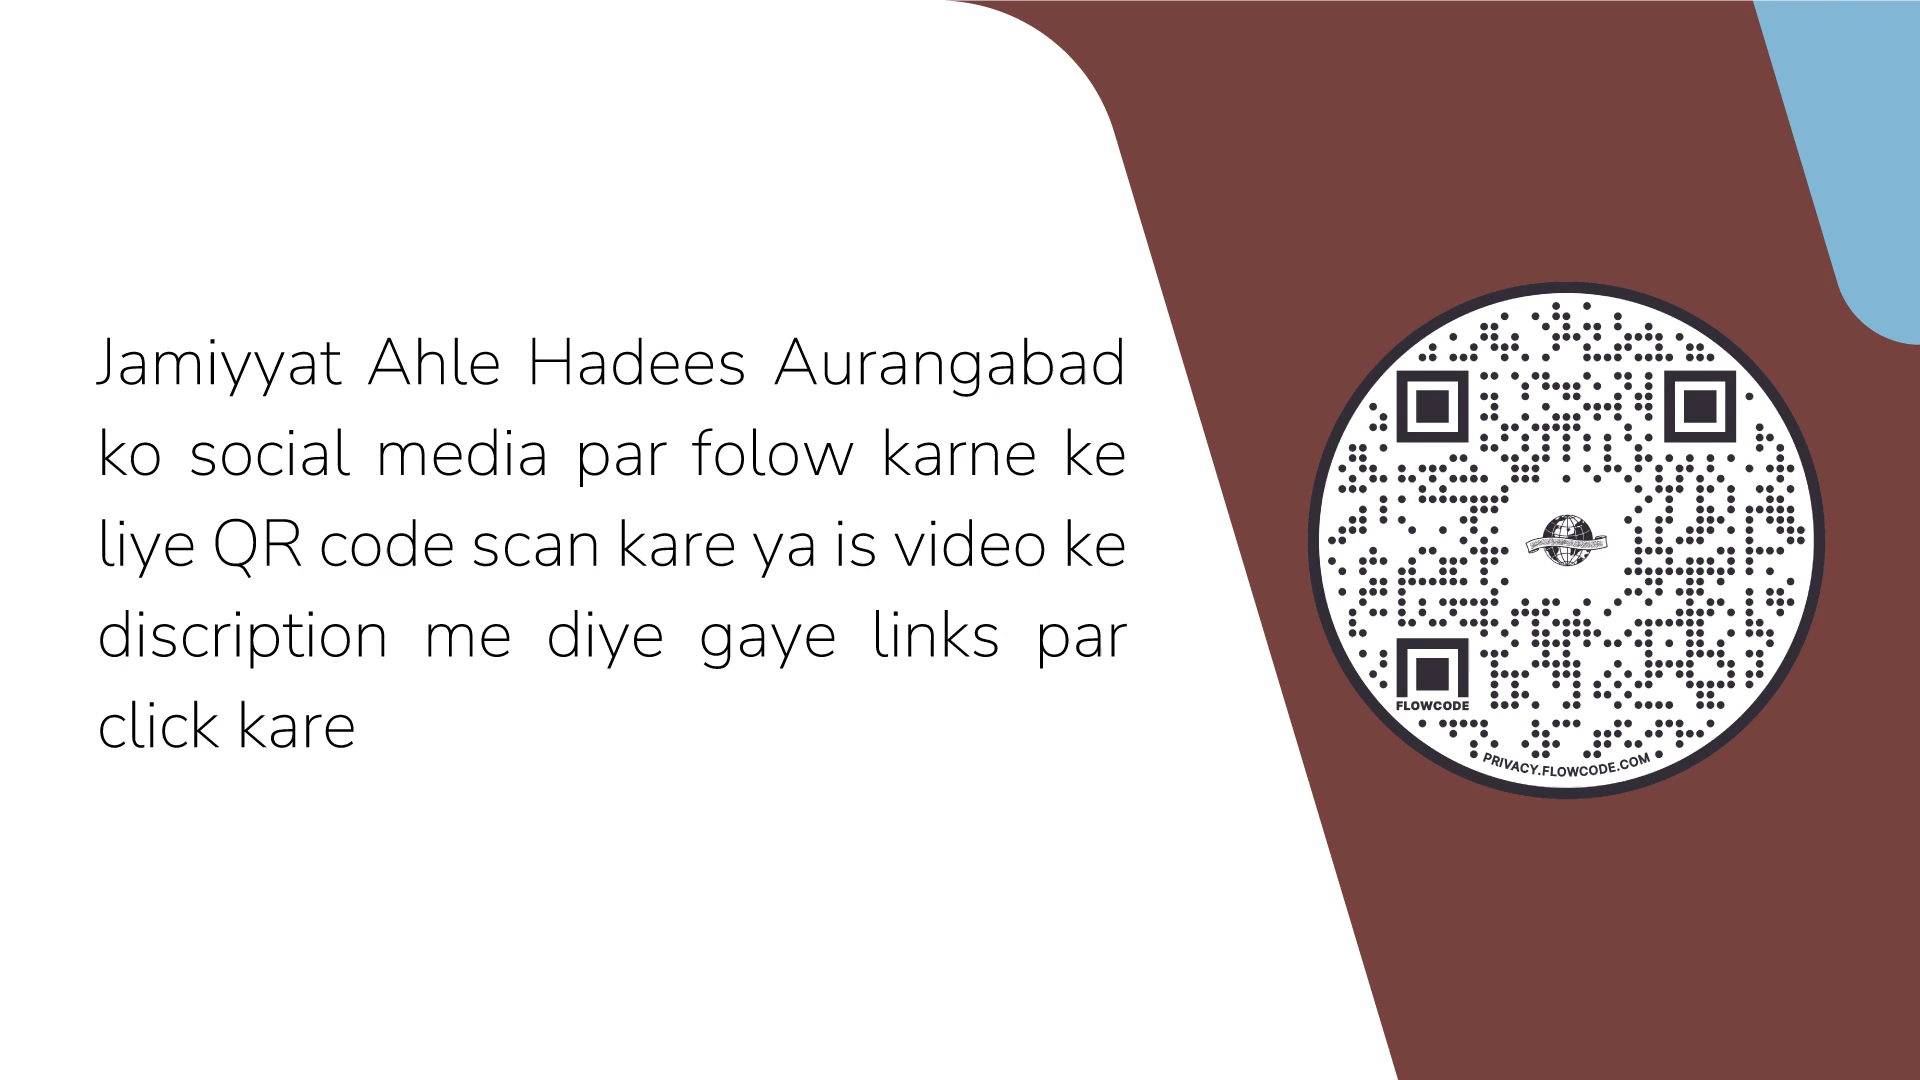 Jamiyyat Ahle Hadees Aurangabad
ko social media par folow karne ke
liye QR code scan kare ya is video ke
discription me diye gaye links par
click kare
FLOWCODE
PRIVACY.FLOWCODE.COM